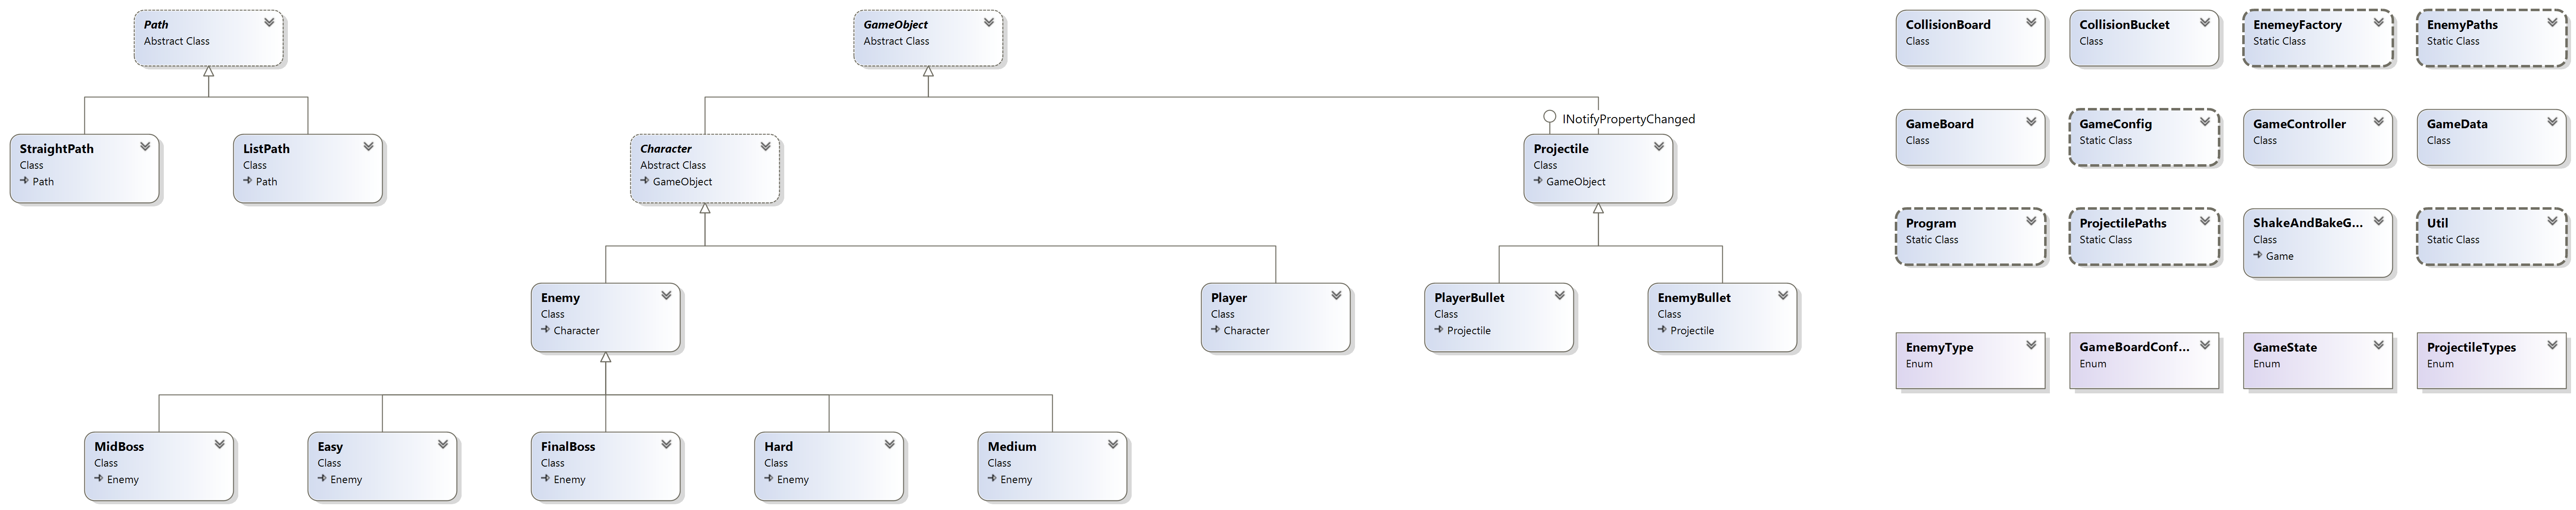 Path
Abstract Class
StraightPath
Class
Path
ListPath
Class
Path
GameObject
Abstract Class
Character
Abstract Class
GameObject
INotifyPropertyChanged
Projectile
Class
GameObject
Enemy
Class
Character
Player
Class
Character
PlayerBullet
Class
Projectile
EnemyBullet
Class
Projectile
MidBoss
Class
Enemy
Easy
Class
Enemy
FinalBoss
Class
Enemy
Hard
Class
Enemy
Medium
Class
Enemy
CollisionBoard
Class
CollisionBucket
Class
EnemeyFactory
Static Class
EnemyPaths
Static Class
GameBoard
Class
GameConfig
Static Class
GameController
Class
GameData
Class
Program
Static Class
ProjectilePaths
Static Class
ShakeAndBakeG...
Class
Game
Util
Static Class
EnemyType
Enum
GameBoardConf...
Enum
GameState
Enum
ProjectileTypes
Enum